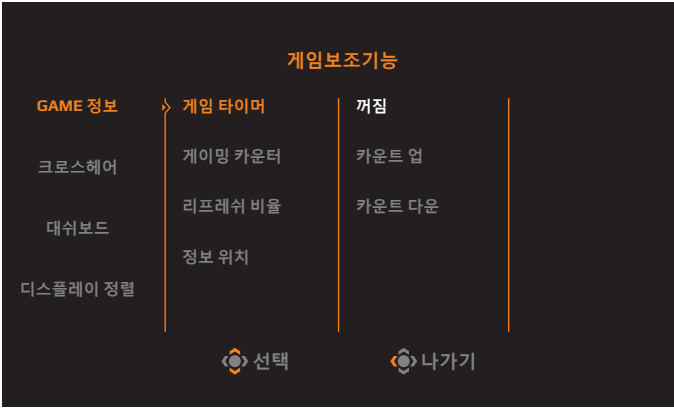 게임보조기능
GAME 정보
게임 타이머
꺼짐
크로스헤어
게이밍 카운터
카운트 업
대쉬보드
리프레쉬 비율
카운트 다운
디스플레이 정렬
정보 위치
선택
나가기